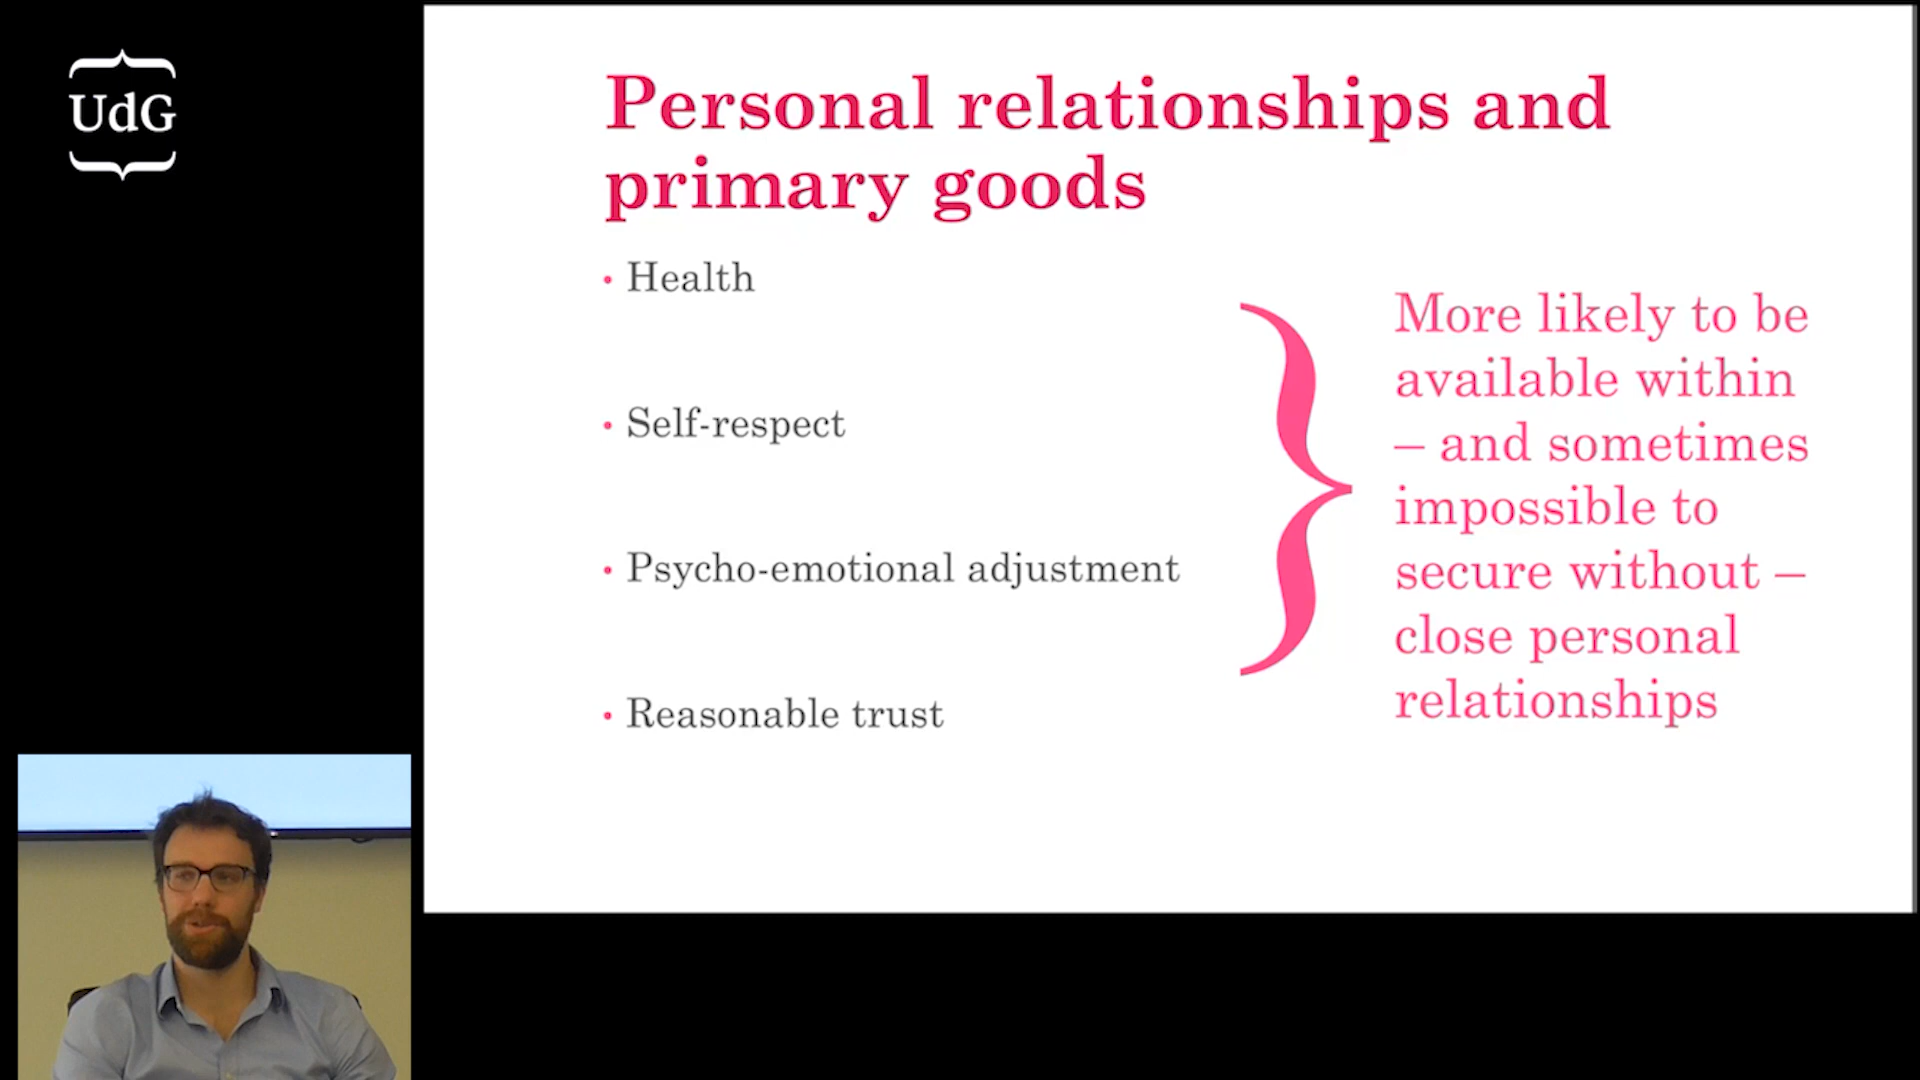 UdG
Personal relationships and
primary goods
• Health
• Self-respect
• Psycho-emotional adjustment
• Reasonable trust
More likely to be
available within
– and sometimes
impossible to
secure without –
close personal
relationships